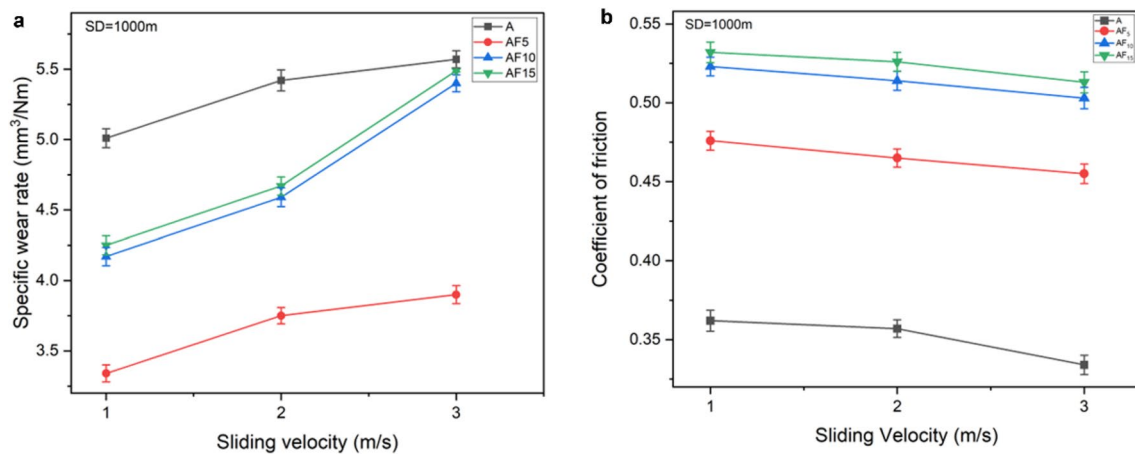 a
SD=1000m
A
AF5
AF10
AF15
5.5
5.0
4.5
4.0
3.5
Specific wear rate (mm³/Nm)
1 2 3
Sliding velocity (m/s)
b
SD=1000m
A
AF₅
AF₁₀
AF₁₅
0.55
0.50
0.45
0.40
0.35
Coefficient of friction
1 2 3
Sliding Velocity (m/s)